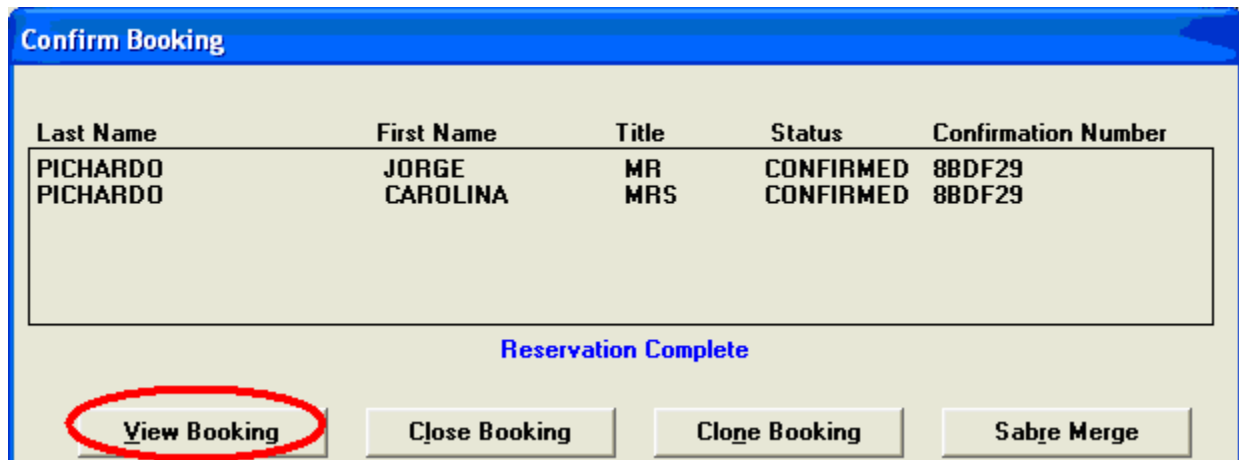 Confirm Booking
Last Name First Name Title Status Confirmation Number
PICHARDO JORGE MR CONFIRMED 8BDF29
PICHARDO CAROLINA MRS CONFIRMED 8BDF29
Reservation Complete
View Booking Close Booking Clone Booking Sabre Merge